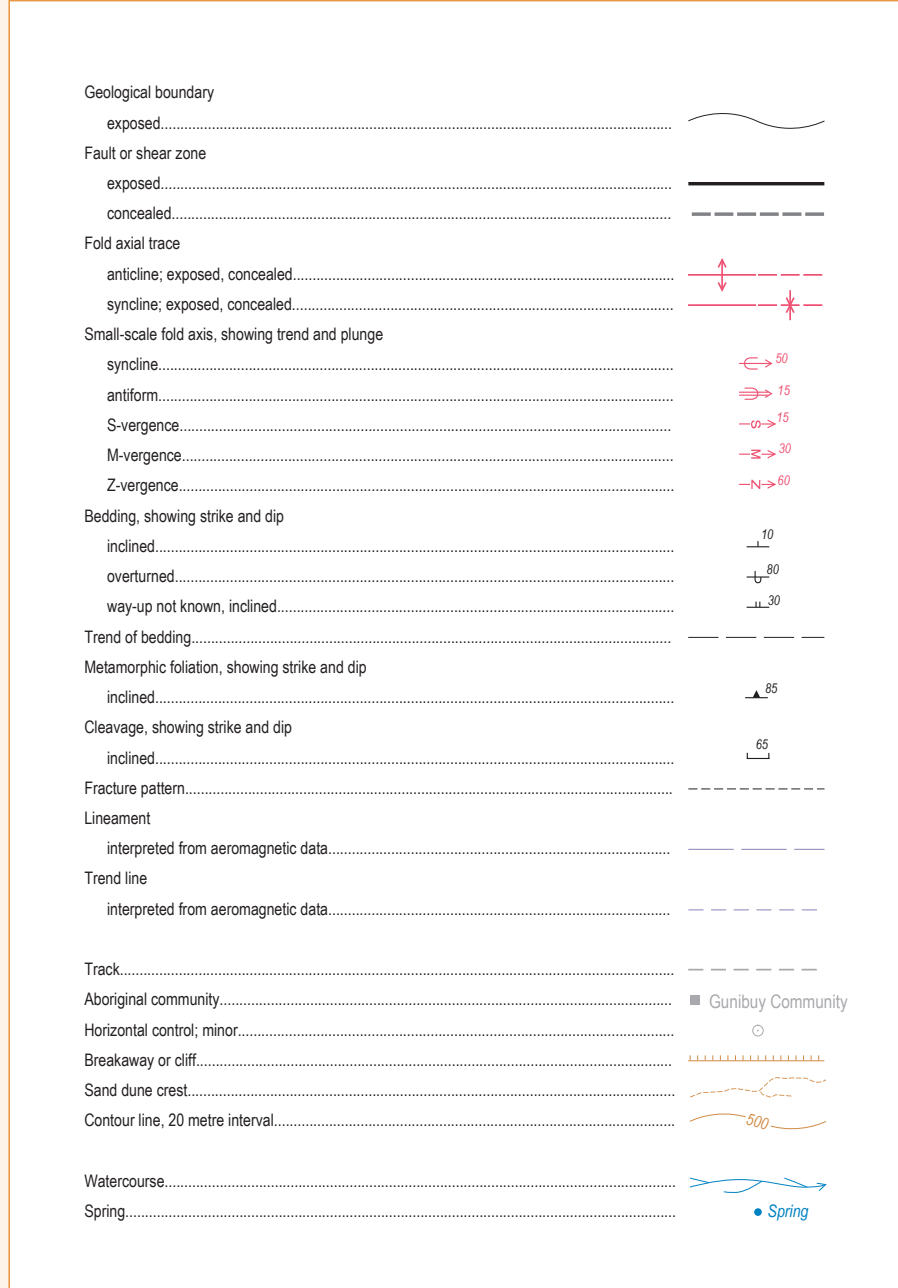 Geological boundary
exposed...................................................................................................................................
Fault or shear zone
exposed...................................................................................................................................
concealed................................................................................................................................
Fold axial trace
anticline; exposed, concealed.................................................................................................
syncline; exposed, concealed.................................................................................................
Small-scale fold axis, showing trend and plunge
syncline................................................................................................................................... 50
antiform................................................................................................................................... 15
S-vergence.............................................................................................................................. S 15
M-vergence............................................................................................................................. M 30
Z-vergence.............................................................................................................................. Z 60
Bedding, showing strike and dip
inclined.................................................................................................................................... 10
overturned............................................................................................................................... 80
way-up not known, inclined..................................................................................................... 30
Trend of bedding..........................................................................................................................
Metamorphic foliation, showing strike and dip
inclined.................................................................................................................................... 85
Cleavage, showing strike and dip
inclined.................................................................................................................................... 65
Fracture pattern............................................................................................................................
Lineament
interpreted from aeromagnetic data.......................................................................................
Trend line
interpreted from aeromagnetic data.......................................................................................
Track.............................................................................................................................................
Aboriginal community................................................................................................................... Gunibuy Community
Horizontal control; minor..............................................................................................................
Breakaway or cliff.........................................................................................................................
Sand dune crest...........................................................................................................................
Contour line, 20 metre interval..................................................................................................... 500
Watercourse.................................................................................................................................
Spring........................................................................................................................................... Spring